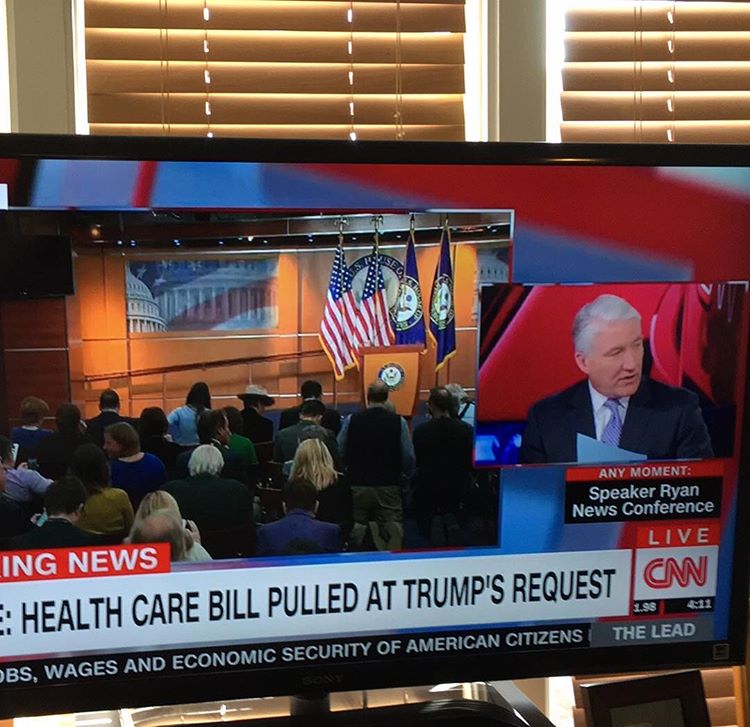 ANY MOMENT:
Speaker Ryan
News Conference
ING NEWS
LIVE
CNN
: HEALTH CARE BILL PULLED AT TRUMP'S REQUEST
1.98 4:11
OBS, WAGES AND ECONOMIC SECURITY OF AMERICAN CITIZENS
THE LEAD
SONY